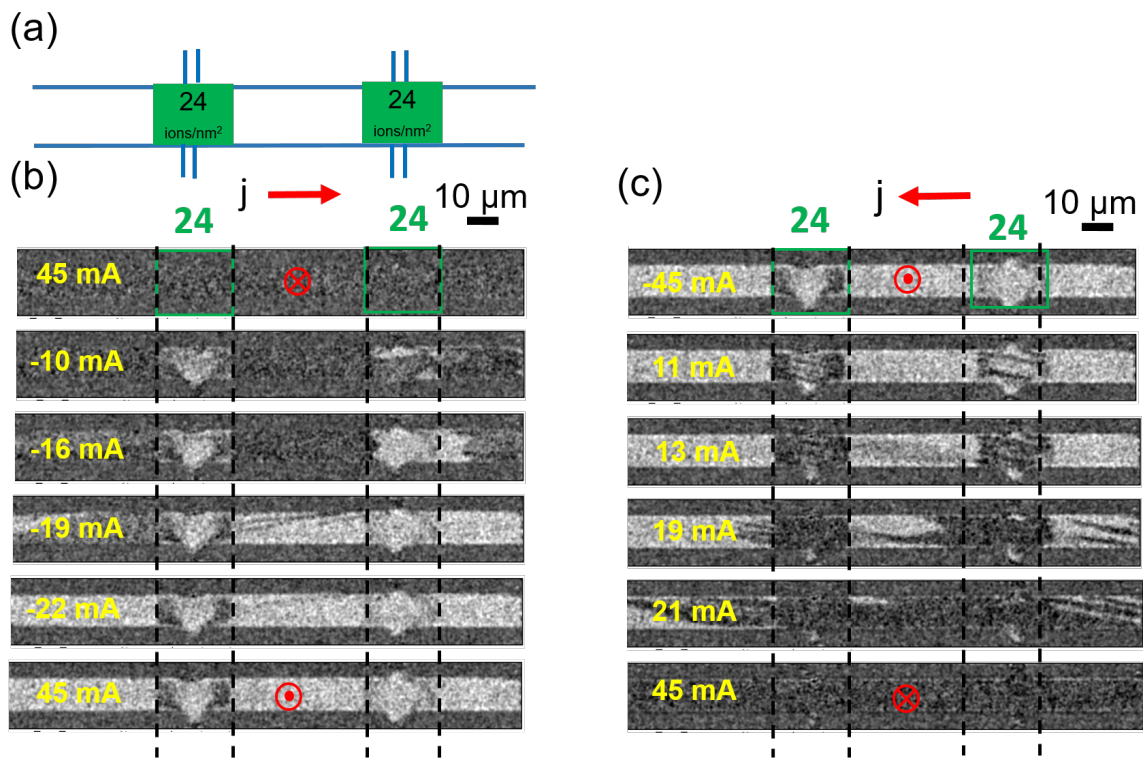 (a)
24
24
ions/nm²
ions/nm²
(b)
j
10 µm
24
24
45 mA
-10 mA
-16 mA
-19 mA
-22 mA
45 mA
(c)
j
10 µm
24
24
-45 mA
11 mA
13 mA
19 mA
21 mA
45 mA